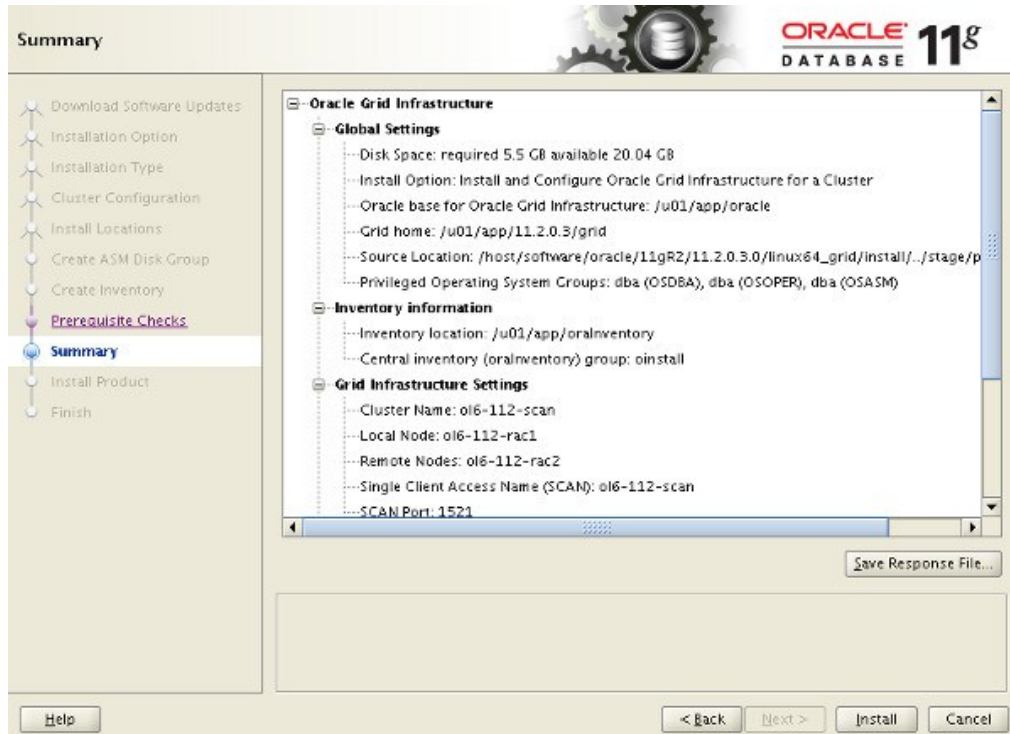 Summary
ORACLE
DATABASE
11g
Download Software Updates
Installation Option
Installation Type
Cluster Configuration
Install Locations
Create ASM Disk Group
Create Inventory
Prerequisite Checks
Summary
Install Product
Finish
Oracle Grid Infrastructure
Global Settings
Disk Space: required 5.5 GB available 20.04 GB
Install Option: Install and Configure Oracle Grid Infrastructure for a Cluster
Oracle base for Oracle Grid Infrastructure: /u01/app/oracle
Grid home: /u01/app/11.2.0.3/grid
Source Location: /host/software/oracle/11gR2/11.2.0.3.0/linux64_grid/install/../stage/p
Privileged Operating System Groups: dba (OSDBA), dba (OSOPER), dba (OSASM)
Inventory information
Inventory location: /u01/app/oraInventory
Central inventory (oraInventory) group: oinstall
Grid Infrastructure Settings
Cluster Name: ol6-112-scan
Local Node: ol6-112-rac1
Remote Nodes: ol6-112-rac2
Single Client Access Name (SCAN): ol6-112-scan
SCAN Port: 1521
Save Response File...
Help
< Back
Next >
Install
Cancel